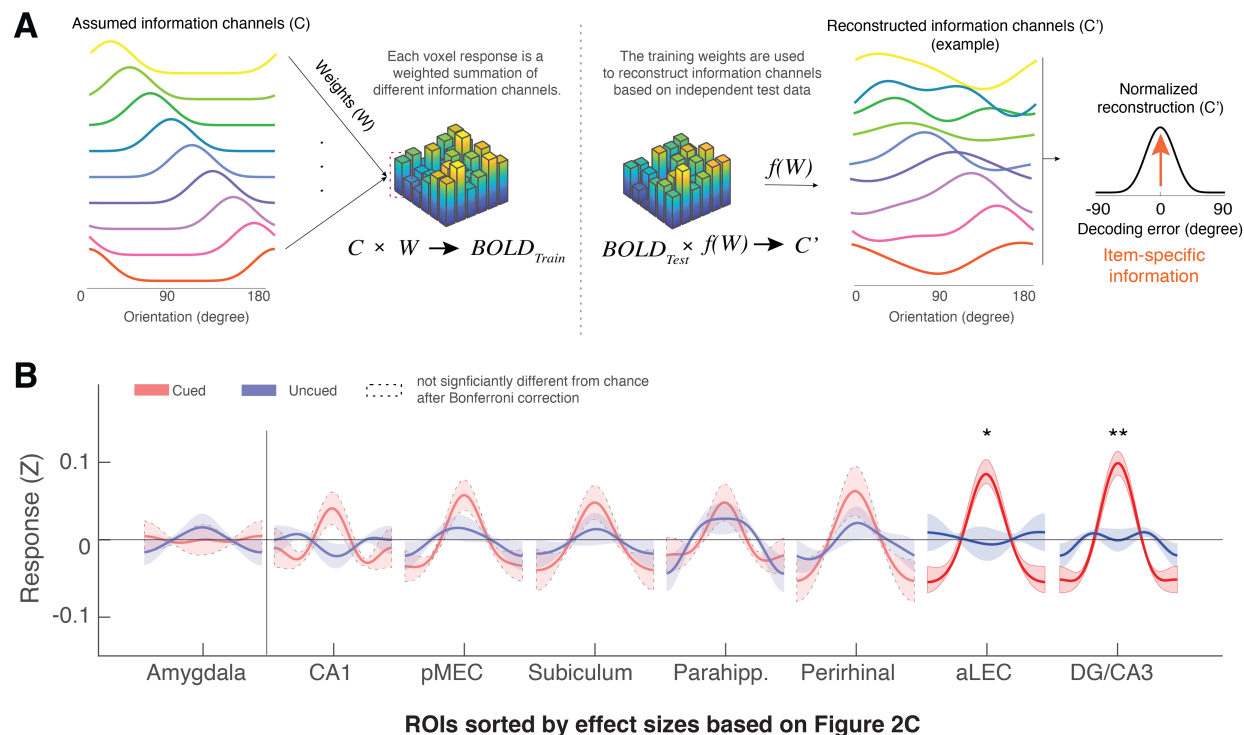 A
Assumed information channels (C)
Weights (W)
Each voxel response is a
weighted summation of
different information channels.
C × W → BOLD Train
0 90 180
Orientation (degree)
The training weights are used
to reconstruct information channels
based on independent test data
f(W)
BOLD Test × f(W) → C’
Reconstructed information channels (C’)
(example)
0 90 180
Orientation (degree)
Normalized
reconstruction (C’)
-90 0 90
Decoding error (degree)
Item-specific
information
B
Cued Uncued
not signficiantly different from chance
after Bonferroni correction
Response (Z)
0.1
0
-0.1
* **
Amygdala CA1 pMEC Subiculum Parahipp. Perirhinal aLEC DG/CA3
ROIs sorted by effect sizes based on Figure 2C